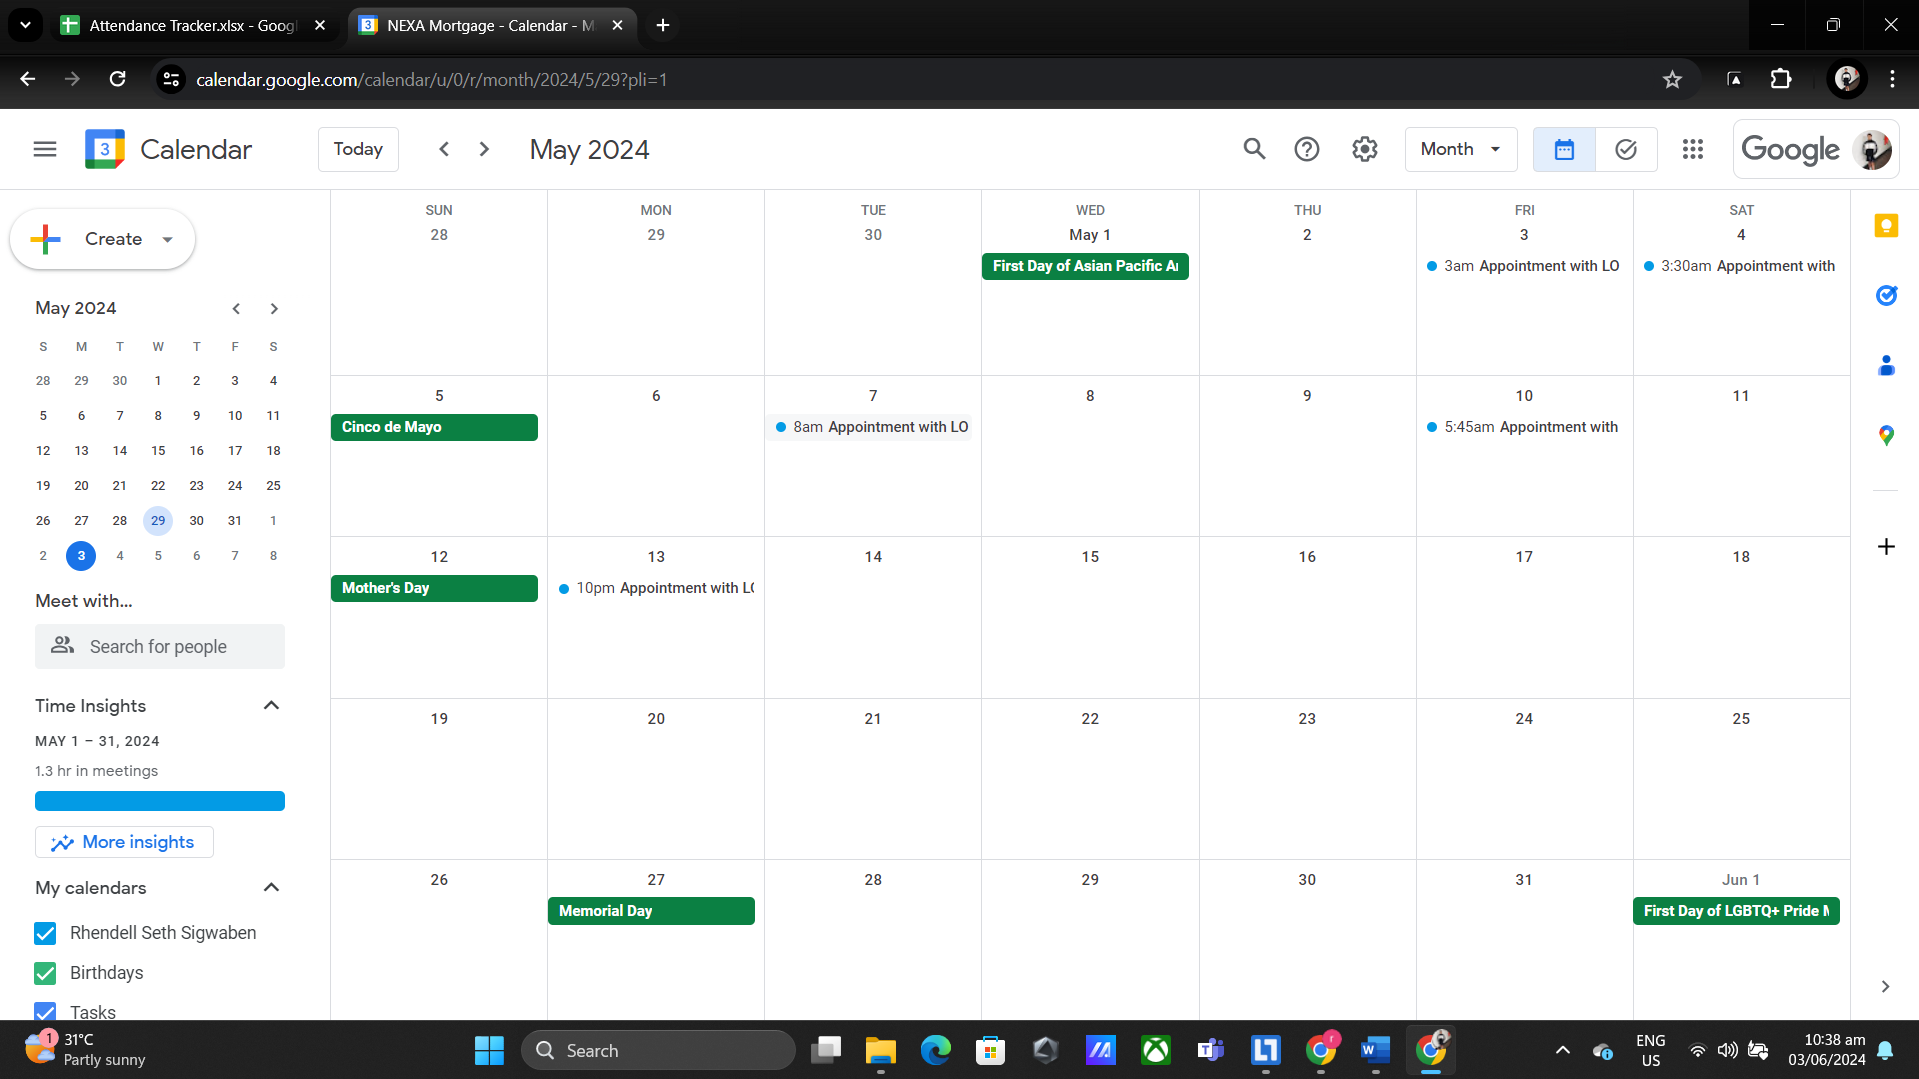 Attendance Tracker.xlsx - Googl
NEXA Mortgage - Calendar - M
calendar.google.com/calendar/u/0/r/month/2024/5/29?pli=1
3
Calendar
Today
May 2024
Month
Google
Create
May 2024
S M T W T F S
28 29 30 1 2 3 4
5 6 7 8 9 10 11
12 13 14 15 16 17 18
19 20 21 22 23 24 25
26 27 28 29 30 31 1
2 3 4 5 6 7 8
Meet with...
Search for people
Time Insights
MAY 1 – 31, 2024
1.3 hr in meetings
More insights
My calendars
Rhendell Seth Sigwaben
Birthdays
Tasks
SUN MON TUE WED THU FRI SAT
28 29 30 May 1 2 3 4
First Day of Asian Pacific A
3am Appointment with LO
3:30am Appointment with
5 6 7 8 9 10 11
Cinco de Mayo
8am Appointment with LO
5:45am Appointment with
12 13 14 15 16 17 18
Mother's Day
10pm Appointment with LO
19 20 21 22 23 24 25
26 27 28 29 30 31 Jun 1
Memorial Day
First Day of LGBTQ+ Pride M
1
31°C
Partly sunny
Search
ENG
US
10:38 am
03/06/2024